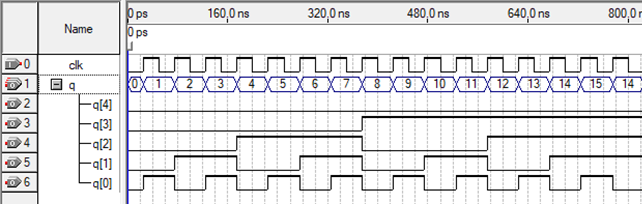 Name
0 ps 160.0 ns 320.0 ns 480.0 ns 640.0 ns 800.0 n
0 ps
0 clk
1 q 0 1 2 3 4 5 6 7 8 9 10 11 12 13 14 15 14
2 q[4]
3 q[3]
4 q[2]
5 q[1]
6 q[0]